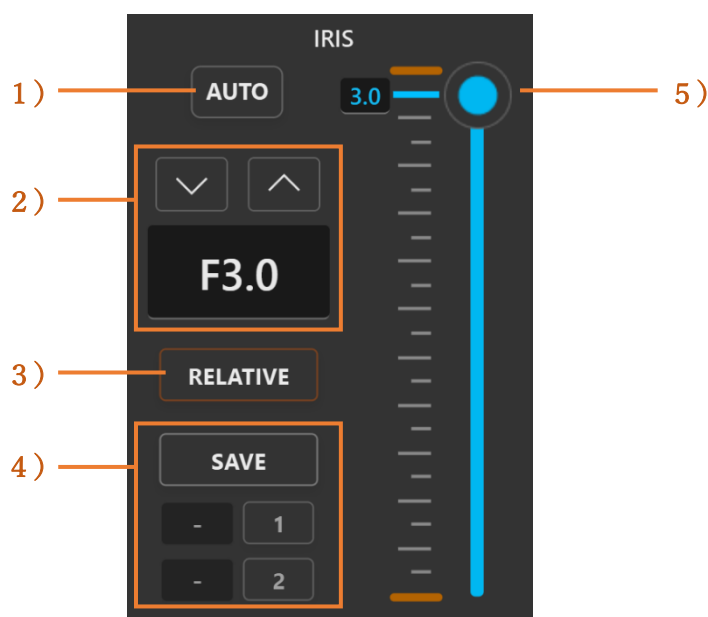 IRIS
1)
AUTO
3.0
5)
2)
F3.0
3)
RELATIVE
4)
SAVE
- 1
- 2